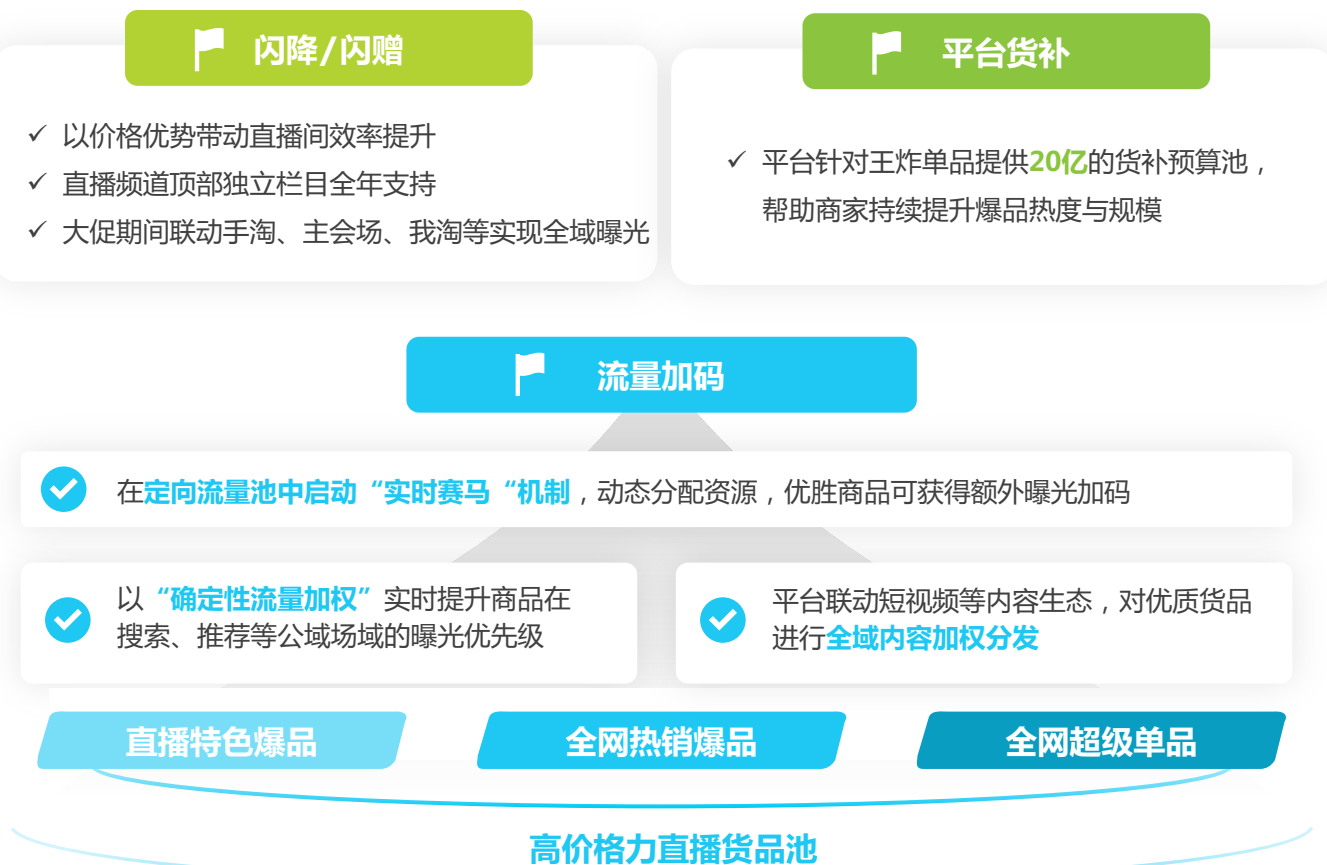 闪降/闪赠
✓ 以价格优势带动直播间效率提升
✓ 直播频道顶部独立栏目全年支持
✓ 大促期间联动手淘、主会场、我淘等实现全域曝光
平台货补
✓ 平台针对王炸单品提供20亿的货补预算池，
帮助商家持续提升爆品热度与规模
流量加码
在定向流量池中启动“实时赛马“机制，动态分配资源，优胜商品可获得额外曝光加码
以“确定性流量加权”实时提升商品在
搜索、推荐等公域场域的曝光优先级
平台联动短视频等内容生态，对优质货品
进行全域内容加权分发
直播特色爆品
全网热销爆品
全网超级单品
高价格力直播货品池